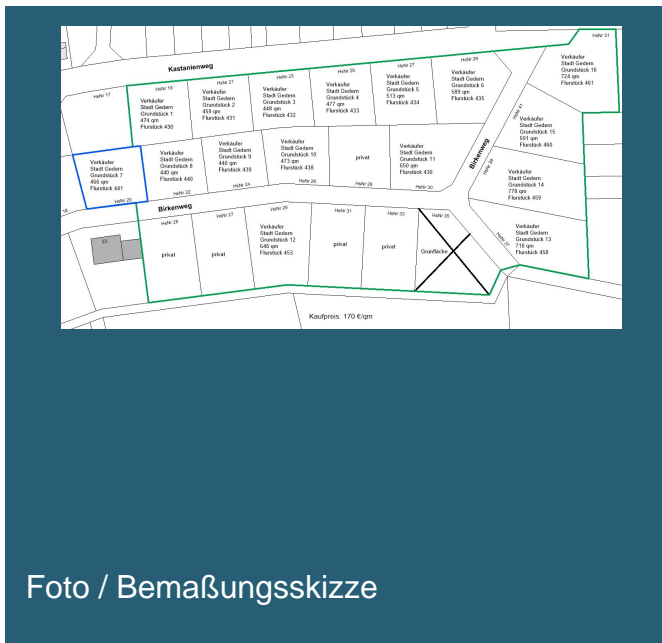 HsNr 31
HsNr 29
HsNr 27
HsNr 25
HsNr 23
HsNr 21
HsNr 19
HsNr 17
Kastanienweg
Verkäufer
Stadt Gedern
Grundstück 1
474 qm
Flurstück 430
Verkäufer
Stadt Gedern
Grundstück 2
459 qm
Flurstück 431
Verkäufer
Stadt Gedern
Grundstück 3
448 qm
Flurstück 432
Verkäufer
Stadt Gedern
Grundstück 4
477 qm
Flurstück 433
Verkäufer
Stadt Gedern
Grundstück 5
513 qm
Flurstück 434
Verkäufer
Stadt Gedern
Grundstück 6
589 qm
Flurstück 435
Verkäufer
Stadt Gedern
Grundstück 16
724 qm
Flurstück 461
HsNr 41
Verkäufer
Stadt Gedern
Grundstück 15
591 qm
Flurstück 460
Birkenweg
Verkäufer
Stadt Gedern
Grundstück 7
466 qm
Flurstück 441
HsNr 20
Verkäufer
Stadt Gedern
Grundstück 8
440 qm
Flurstück 440
HsNr 22
Verkäufer
Stadt Gedern
Grundstück 9
440 qm
Flurstück 439
HsNr 24
Verkäufer
Stadt Gedern
Grundstück 10
473 qm
Flurstück 438
HsNr 26
privat
HsNr 28
Verkäufer
Stadt Gedern
Grundstück 11
650 qm
Flurstück 436
HsNr 30
HsNr 39
Verkäufer
Stadt Gedern
Grundstück 14
778 qm
Flurstück 459
18
Birkenweg
23
HsNr 25
privat
HsNr 27
privat
HsNr 29
Verkäufer
Stadt Gedern
Grundstück 12
646 qm
Flurstück 453
HsNr 31
privat
HsNr 33
privat
HsNr 35
Grünfläche
HsNr 37
Verkäufer
Stadt Gedern
Grundstück 13
710 qm
Flurstück 458
Kaufpreis: 170 €/qm
Foto / Bemaßungsskizze